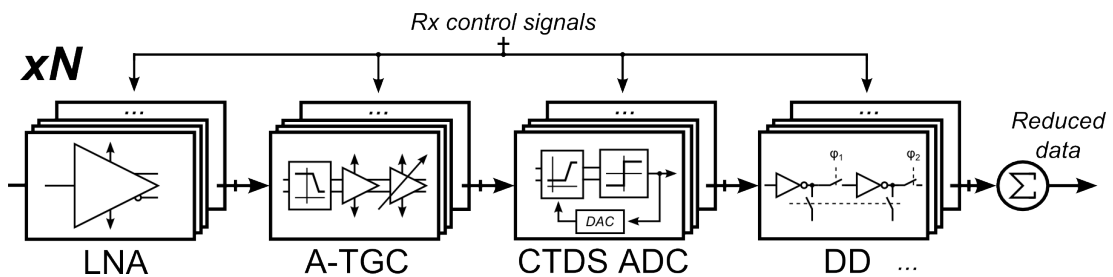 Rx control signals
xN
...
...
...
...
Reduced
data
φ1
φ2
Σ
DAC
LNA
A-TGC
CTDS ADC
DD ...